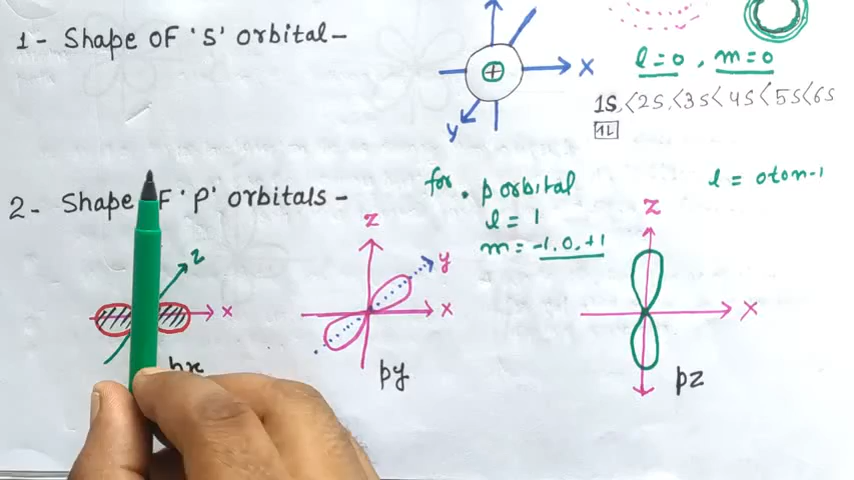 1- Shape OF 's' orbital-
X
y
l=0, m=0
1S,<2S,<3S<4S<5S<6S
1L
2- Shape F 'P' orbitals-
for. p orbital
l = 1
m = -1, 0, +1
l = 0 to n-1
z
x
px
z
y
x
py
z
x
pz